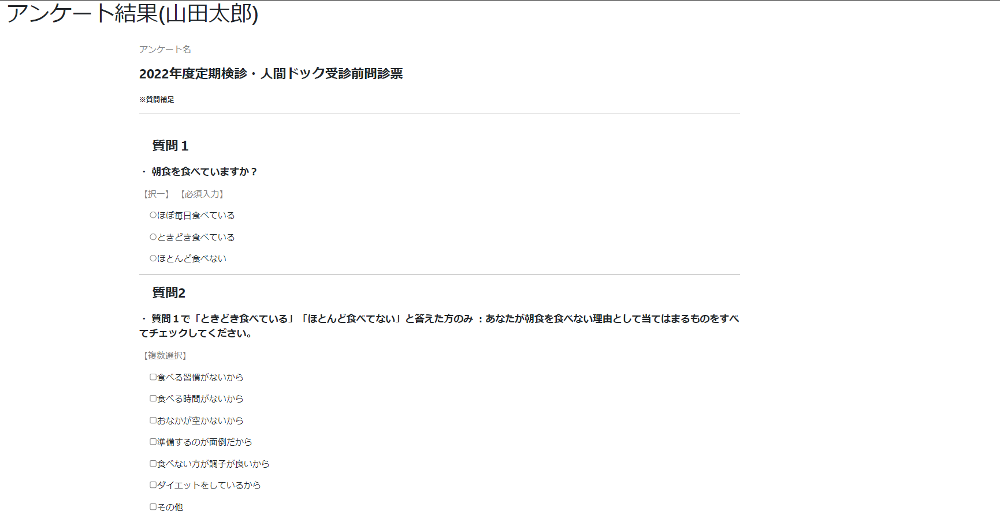 アンケート結果(山田太郎)
アンケート名
2022年度定期検診・人間ドック受診前問診票
※質問補足
質問１
・ 朝食を食べていますか？
【択一】 【必須入力】
○ほぼ毎日食べている
○ときどき食べている
○ほとんど食べない
質問2
・ 質問１で「ときどき食べている」「ほとんど食べてない」と答えた方のみ ：あなたが朝食を食べない理由として当てはまるものをすべ
てチェックしてください。
【複数選択】
□食べる習慣がないから
□食べる時間がないから
□おなかが空かないから
□準備するのが面倒だから
□食べない方が調子が良いから
□ダイエットをしているから
□その他